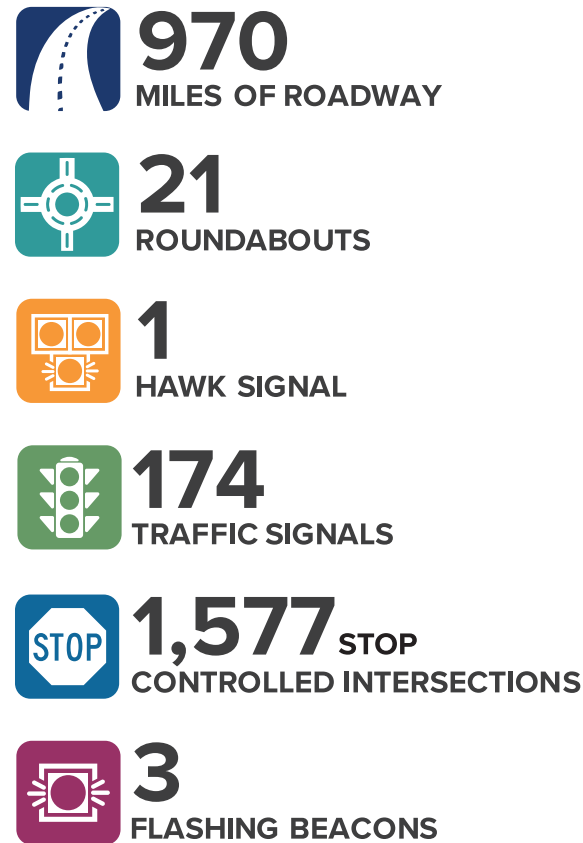 970
MILES OF ROADWAY
21
ROUNDABOUTS
1
HAWK SIGNAL
174
TRAFFIC SIGNALS
STOP
1,577 STOP
CONTROLLED INTERSECTIONS
3
FLASHING BEACONS